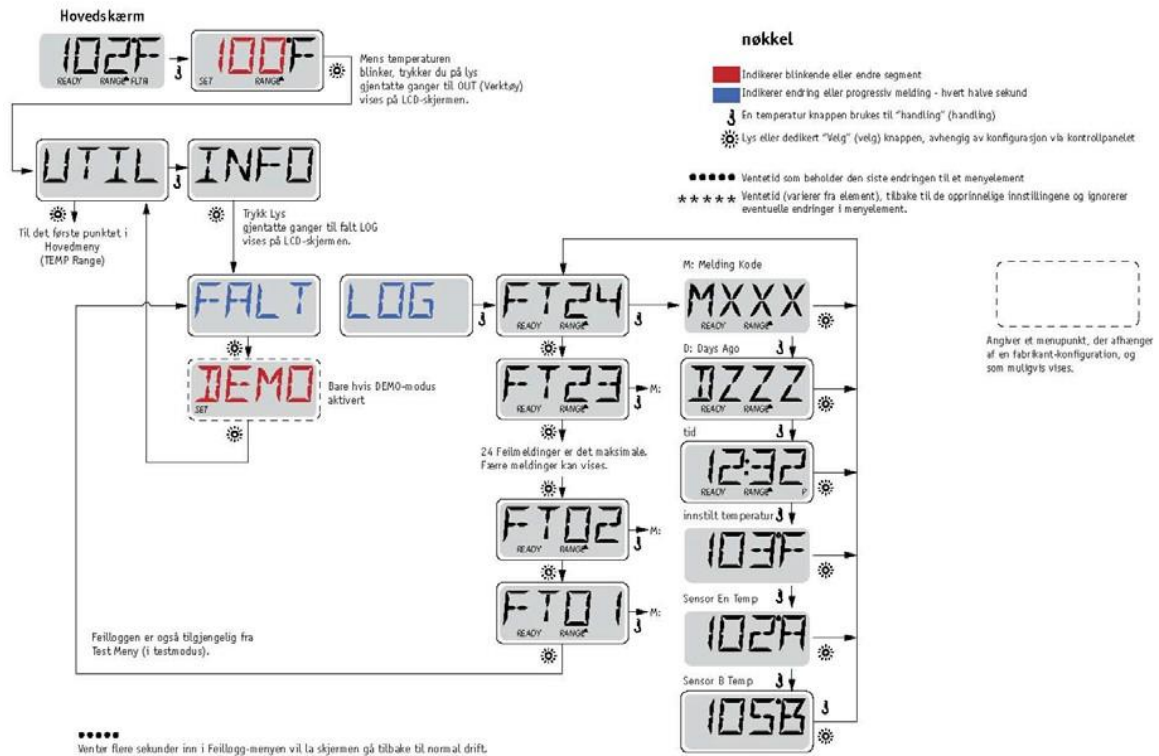 Hovedskærm
102°F
READY RANGE FLTR
100°F
SET RANGE
Mens temperaturen
blinker, trykker du på lys
gjentatte ganger til OUT (Verktøy)
vises på LCD-skjermen.
nøkkel
Indikerer blinkende eller endre segment
Indikerer endring eller progressiv melding - hvert halve sekund
En temperatur knappen brukes til "handling" (handling)
Lys eller dedikert "Velg" (velg) knappen, avhengig av konfigurasjon via kontrollpanelet
Ventetid som beholder den siste endringen til et menyelement
***** Ventetid (varierer fra element), tilbake til de opprinnelige innstillingene og ignorerer
eventuelle endringer i menyelement.
UTIL
INFO
Til det første punktet i
Hovedmeny
(TEMP Range)
Trykk Lys
gjentatte ganger til falt LOG
vises på LCD-skjermen.
FALT
LOG
FT24
READY RANGE
M: Melding Kode
MXXX
READY RANGE
Angiver et menupunkt, der afhænger
af en fabrikant-konfiguration, og
som muligvis vises.
DEMO
SET
Bare hvis DEMO-modus
aktivert
FT23
READY RANGE
M:
D: Days Ago
DZZZ
READY RANGE
24 Feilmeldinger er det maksimale.
Færre meldinger kan vises.
tid
12:32
READY RANGE P
FT02
READY RANGE
M:
innstilt temperatur
103°F
FT01
READY RANGE
M:
Sensor En Temp
102°A
Sensor B Temp
105°B
Feilloggen er også tilgjengelig fra
Test Meny (i testmodus).
Venter flere sekunder inn i Feillogg-menyen vil la skjermen gå tilbake til normal drift.